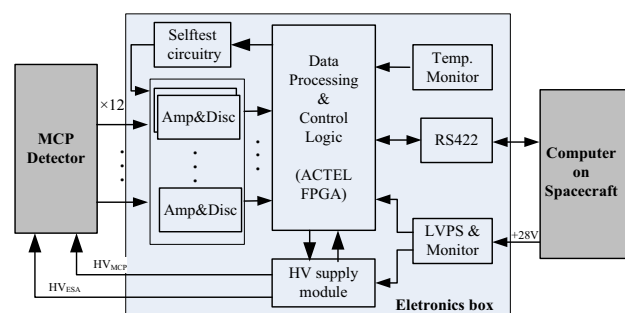 Selftest
circuitry
Data
Processing
&
Control
Logic
(ACTEL
FPGA)
Temp.
Monitor
×12
Amp&Disc
MCP
Detector
RS422
Computer
on
Spacecraft
Amp&Disc
LVPS &
Monitor
+28V
HVMCP
HV supply
module
HVESA
Eletronics box